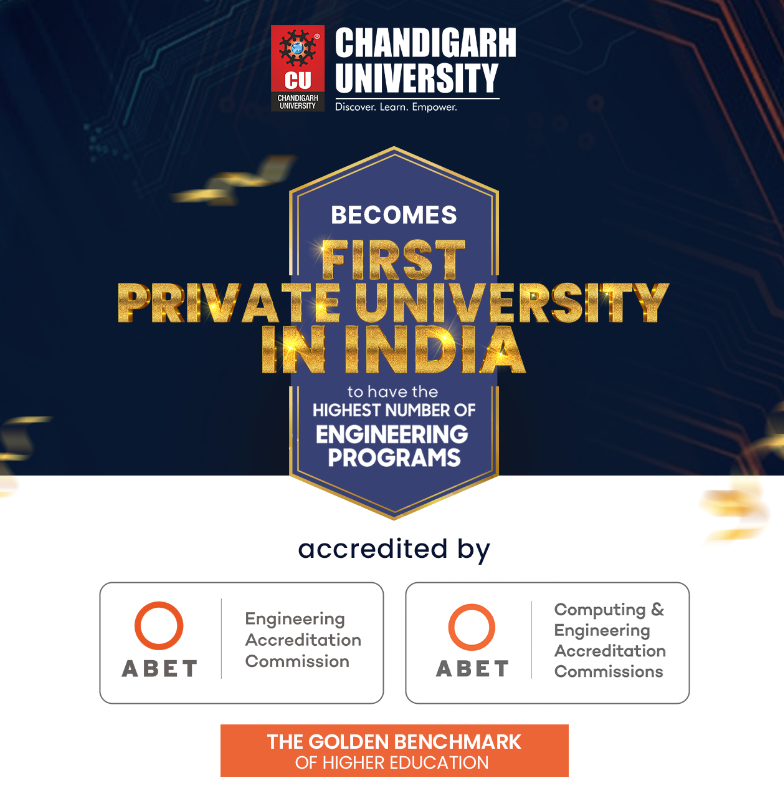 CU
CHANDIGARH
UNIVERSITY
®
CHANDIGARH
UNIVERSITY
Discover. Learn. Empower.
BECOMES
FIRST
PRIVATE UNIVERSITY
IN INDIA
to have the
HIGHEST NUMBER OF
ENGINEERING
PROGRAMS
accredited by
ABET
Engineering
Accreditation
Commission
ABET
Computing &
Engineering
Accreditation
Commissions
THE GOLDEN BENCHMARK
OF HIGHER EDUCATION